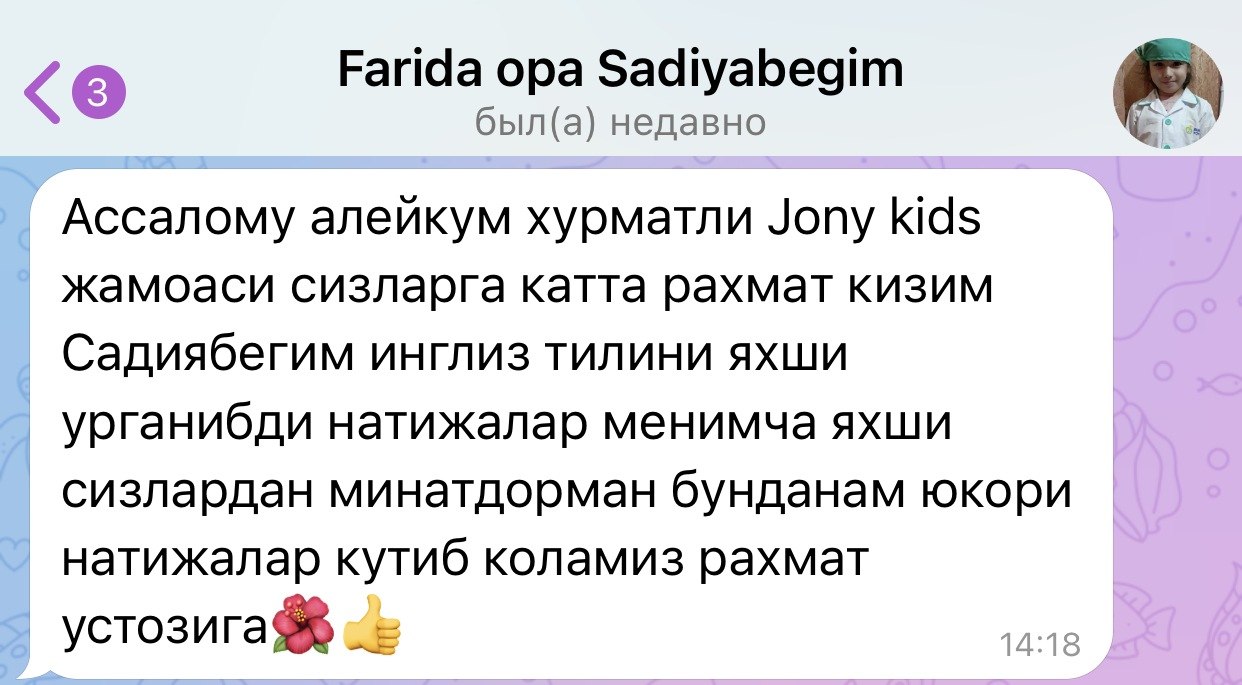 3
Farida opa Sadiyabegim
был(а) недавно
Ассалому алейкум хурматли Jony kids
жамоаси сизларга катта рахмат кизим
Садиябегим инглиз тилини яхши
урганибди натижалар менимча яхши
сизлардан минатдорман бунданам юкори
натижалар кутиб коламиз рахмат
устозига🌺👍
14:18